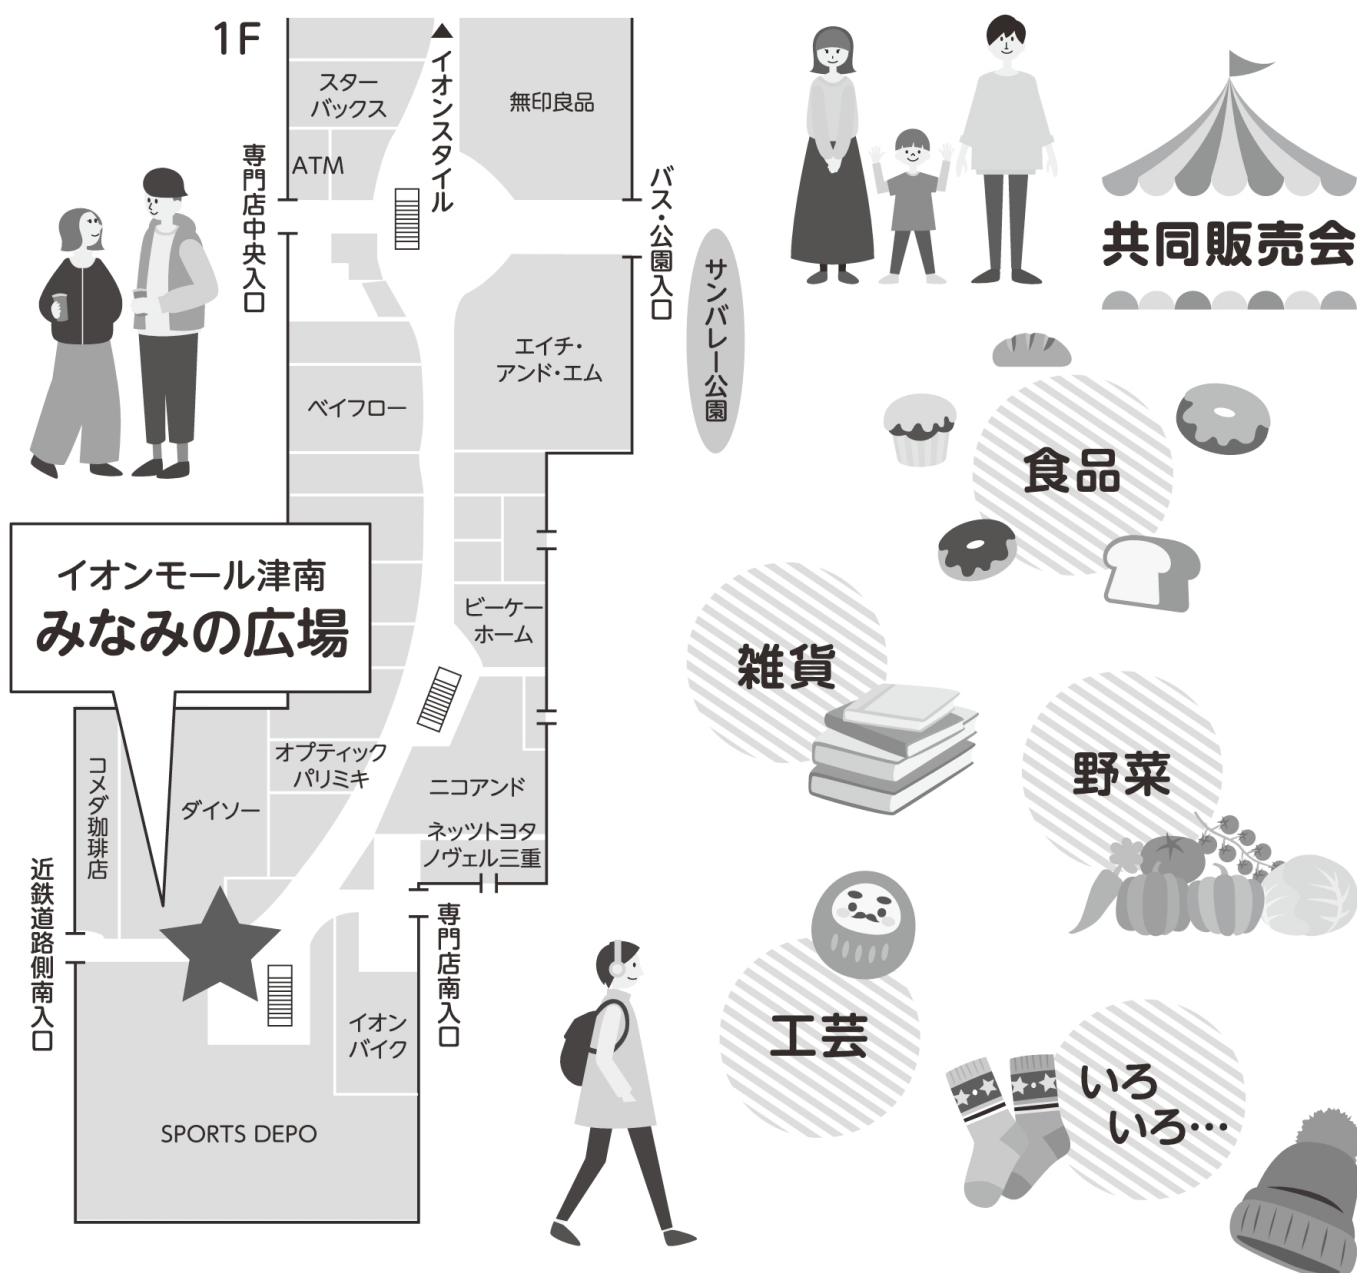 1F
▲イオンスタイル
スター
バックス
無印良品
ATM
専門店中央入口
バス・公園入口
サンバレー公園
エイチ・
アンド・エム
ベイフロー
イオンモール津南
みなみの広場
ビーケー
ホーム
オプティック
パリミキ
コメダ珈琲店
ダイソー
ニコアンド
ネッツトヨタ
ノヴェル三重
近鉄道路側南入口
専門店南入口
イオン
バイク
SPORTS DEPO
共同販売会
食品
雑貨
野菜
工芸
いろ
いろ…